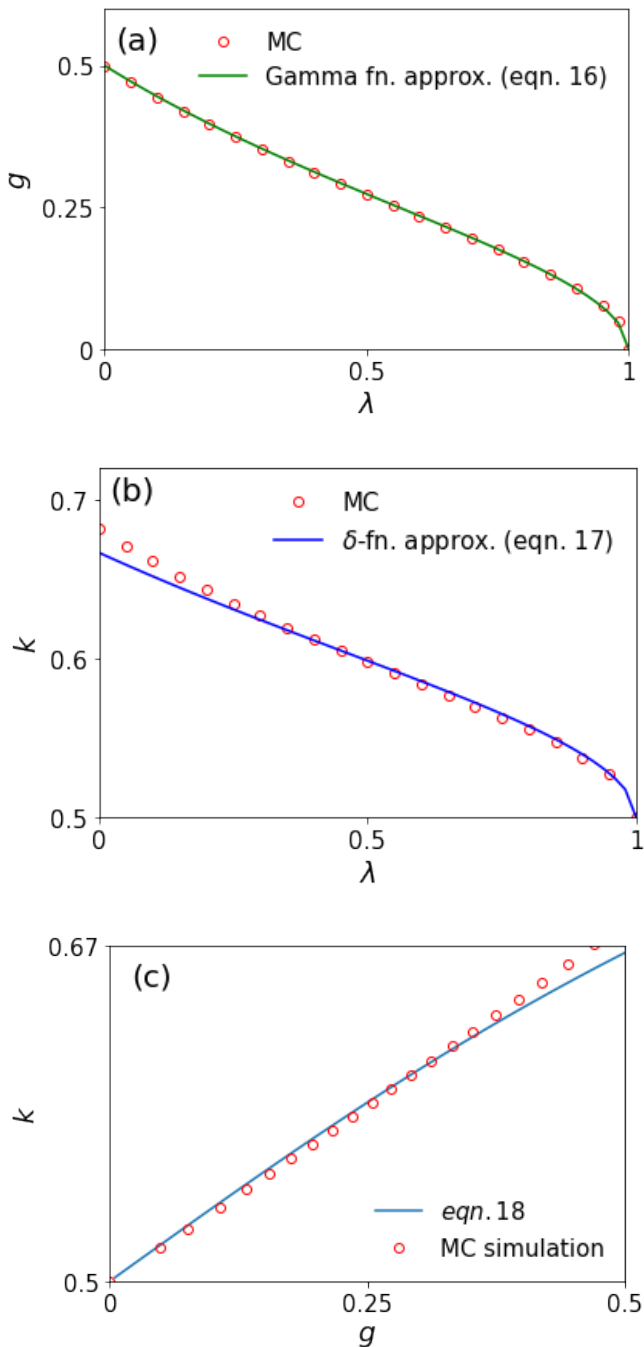 (a)
MC
Gamma fn. approx. (eqn. 16)
0.5
0.25
0
g
0
0.5
1
λ
(b)
MC
δ-fn. approx. (eqn. 17)
0.7
0.6
0.5
k
0
0.5
1
λ
(c)
0.67
0.5
k
eqn.18
MC simulation
0
0.25
0.5
g